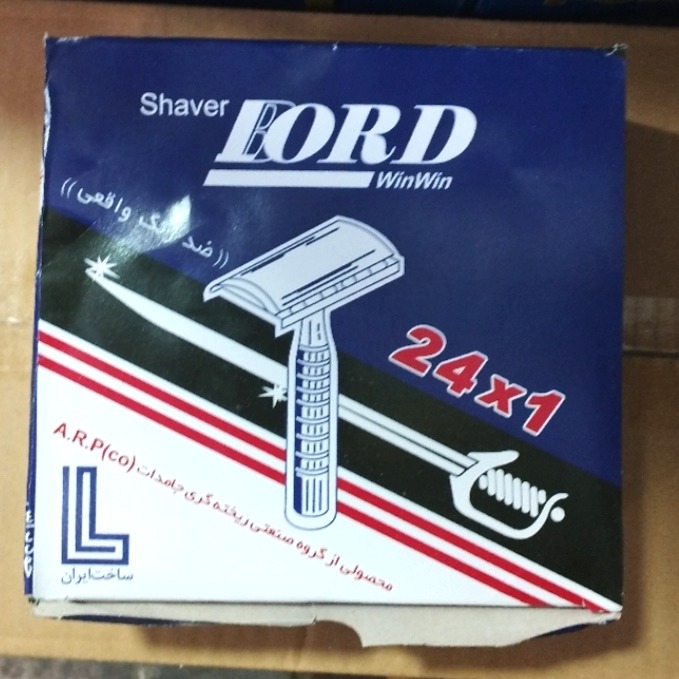 Shaver LORD
WinWin
((ضد زنگ واقعی))
24x1
محصولی از گروه صنعتی ریخته گری جامدات A.R.P(co)
ساخت ایران